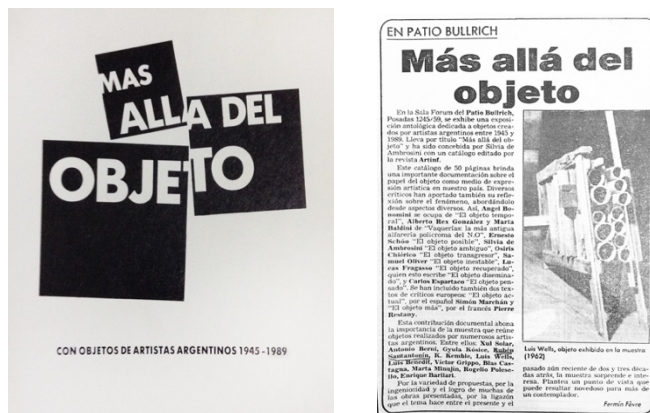 MAS
ALLA DEL
OBJETO
CON OBJETOS DE ARTISTAS ARGENTINOS 1945-1989
EN PATIO BULLRICH
Más allá del
objeto
En la Sala Forum del Patio Bullrich,
Posadas 1245/59, se exhibe una exposi-
ción antológica dedicada a objetos crea-
dos por artistas argentinos entre 1945 y
1989. Lleva por título "Más allá del ob-
jeto" y ha sido concebida por Silvia de
Ambrosini con un catálogo editado por
la revista Artinf.
Este catálogo de 50 páginas brinda
una importante documentación sobre el
papel del objeto como medio de expre-
sión artística en nuestro país. Diversos
críticos han aportado también su refle-
xión sobre el fenómeno, abordándolo
desde aspectos diversos. Así, Angel Bo-
nomini se ocupa de "El objeto tempo-
ral", Alberto Rex González y Marta
Baldini de "Vaquerías: la más antigua
alfarería polícroma del N.O", Ernesto
Schóo "El objeto posible", Silvia de
Ambrosini "El objeto ambiguo", Osiris
Chiérico "El objeto transgresor", Sa-
muel Oliver "El objeto inestable", Lu-
cas Fragasso "El objeto recuperado",
quien esto escribe "El objeto disemina-
do", y Carlos Espartaco "El objeto pen-
sado". Se han incluido también dos tex-
tos de críticos europeos: "El objeto ac-
tual", por el español Simón Marchán y
"El objeto más", por el francés Pierre
Restany.
Esta contribución documental ahona
la importancia de la muestra que reúne
objetos realizados por numerosos artis-
tas argentinos. Entre ellos: Xul Solar,
Antonio Berni, Gyula Kósice, Rubén
Santantonín, K. Kemble, Luis Wells,
Luis Benedit, Víctor Grippo, Blas Cas-
tagna, Marta Minujín, Rogelio Polese-
llo, Enrique Barilari.
Por la variedad de propuestas, por la
ingeniosidad y el logro de muchas de
las obras presentadas, por la ligazón
que el tema hace entre el presente y el
Luis Wells, objeto exhibido en la muestra
(1962)
pasado aún reciente de dos y tres déca-
das atrás, la muestra sorprende e inte-
resa. Plantea un punto de vista que
puede resultar novedoso para más de
un contemplador.
Fermín Fèvre